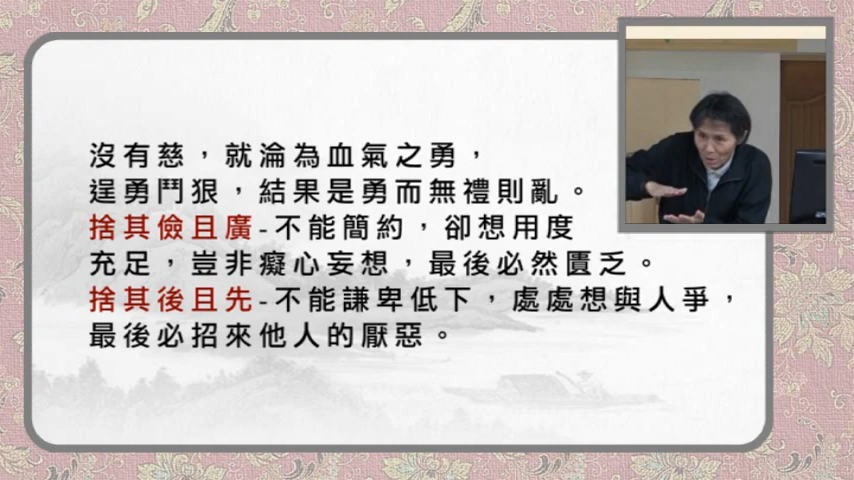 沒有慈，就淪為血氣之勇，
逞勇鬥狠，結果是勇而無禮則亂。
捨其儉且廣-不能簡約，卻想用度
充足，豈非癡心妄想，最後必然匱乏。
捨其後且先-不能謙卑低下，處處想與人爭，
最後必招來他人的厭惡。